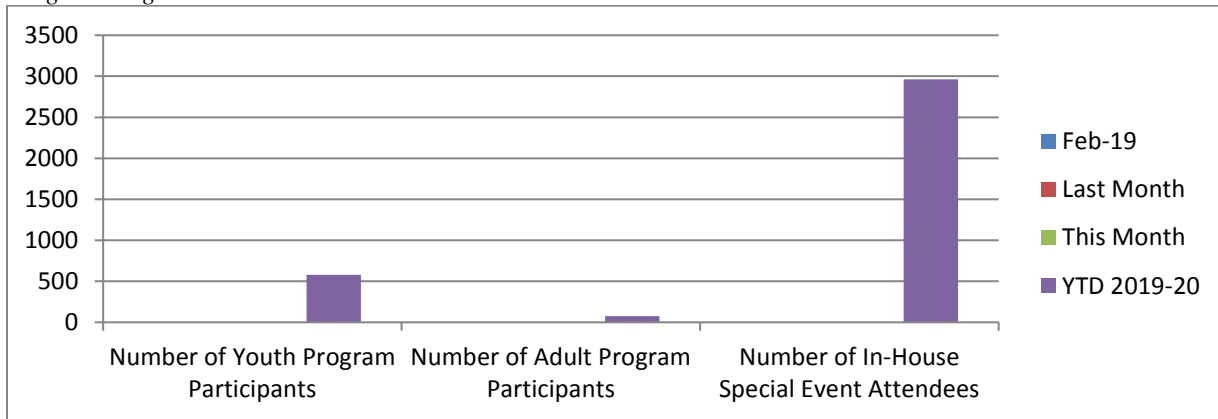 3500
3000
2500
2000
1500
1000
500
0
Number of Youth Program
Participants
Number of Adult Program
Participants
Number of In-House
Special Event Attendees
Feb-19
Last Month
This Month
YTD 2019-20